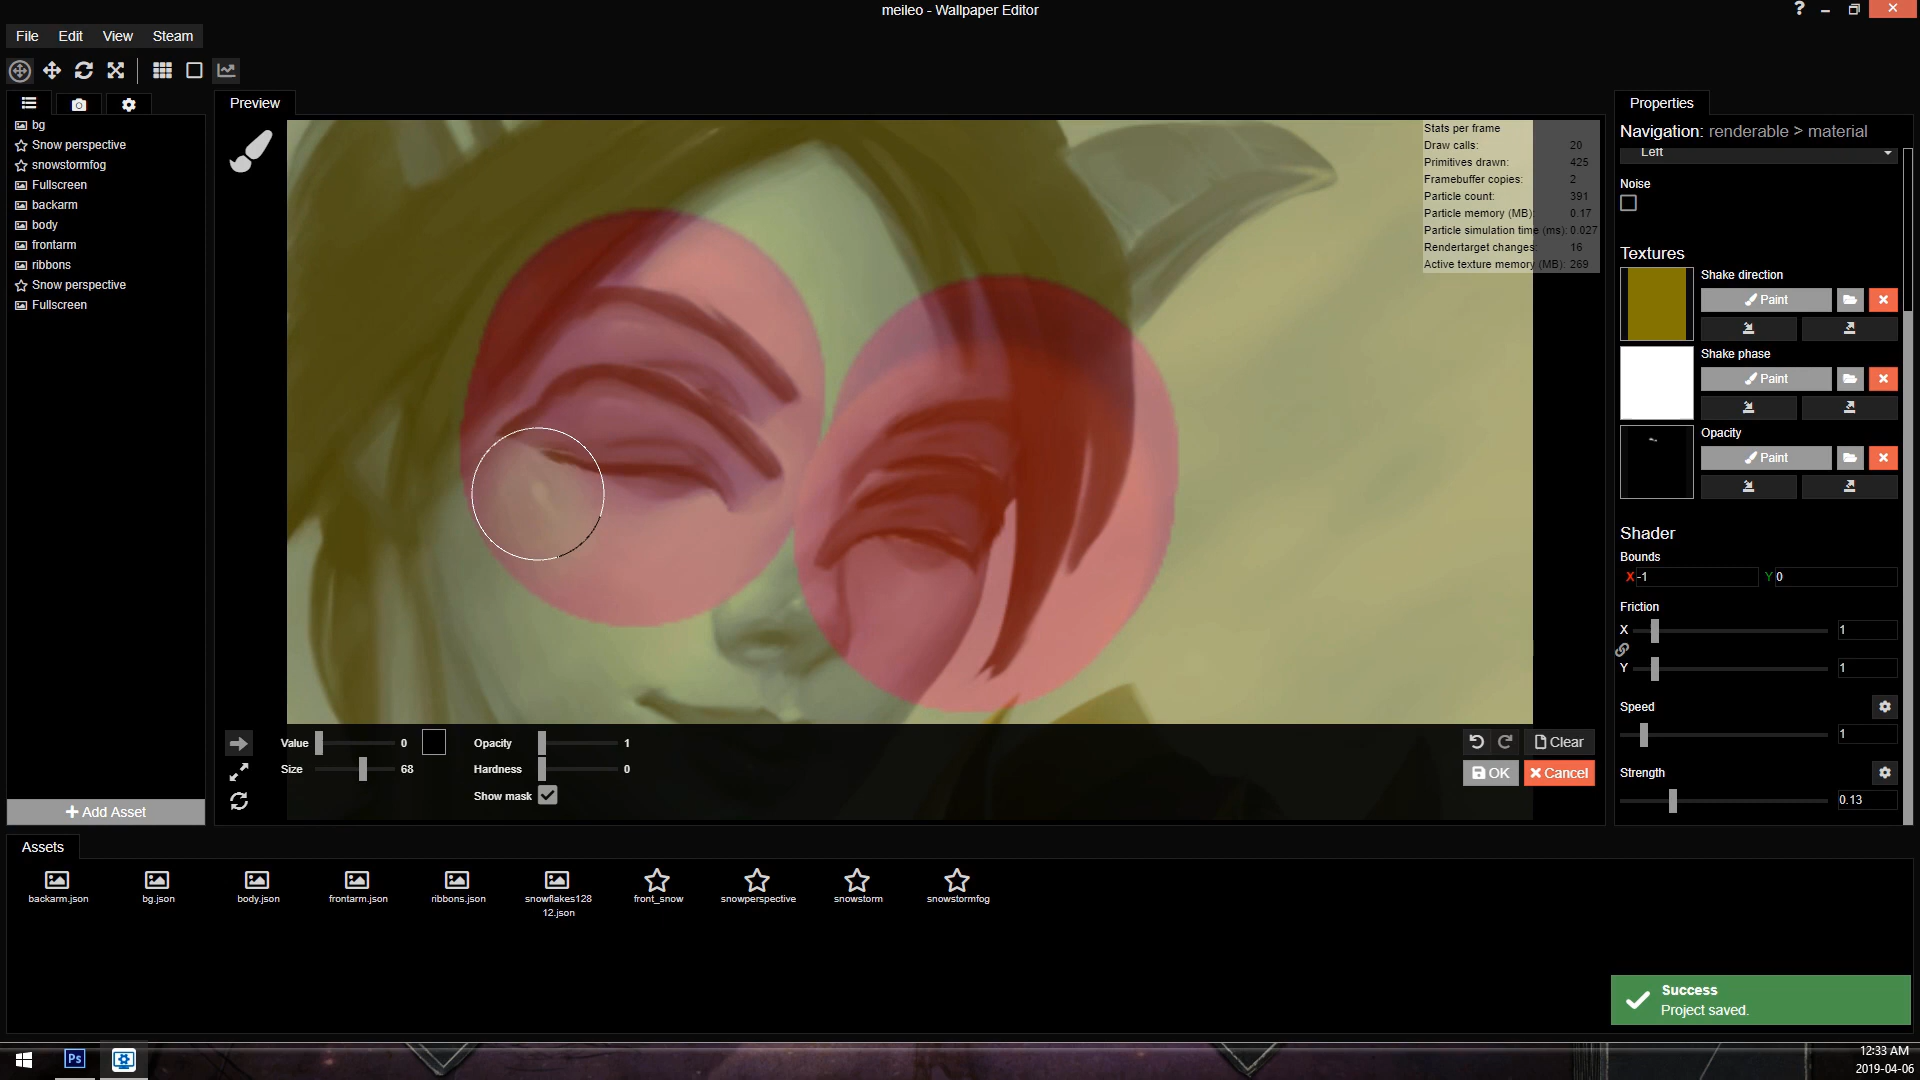 meileo - Wallpaper Editor
File Edit View Steam
Preview
Properties
bg
Snow perspective
snowstormfog
Fullscreen
backarm
body
frontarm
ribbons
Snow perspective
Fullscreen
Add Asset
Stats per frame
Draw calls: 20
Primitives drawn: 425
Framebuffer copies: 2
Particle count: 391
Particle memory (MB): 0.17
Particle simulation time (ms): 0.027
Rendertarget changes: 16
Active texture memory (MB): 269
Value 0
Size 68
Opacity 1
Hardness 0
Show mask
Clear
OK Cancel
Navigation: renderable > material
Left
Noise
Textures
Shake direction
Paint
Shake phase
Paint
Opacity
Paint
Shader
Bounds
X -1 Y 0
Friction
X 1
Y 1
Speed
1
Strength
0.13
Assets
backarm.json
bg.json
body.json
frontarm.json
ribbons.json
snowflakes128
12.json
front_snow
snowperspective
snowstorm
snowstormfog
Success
Project saved.
Ps
12:33 AM
2019-04-06